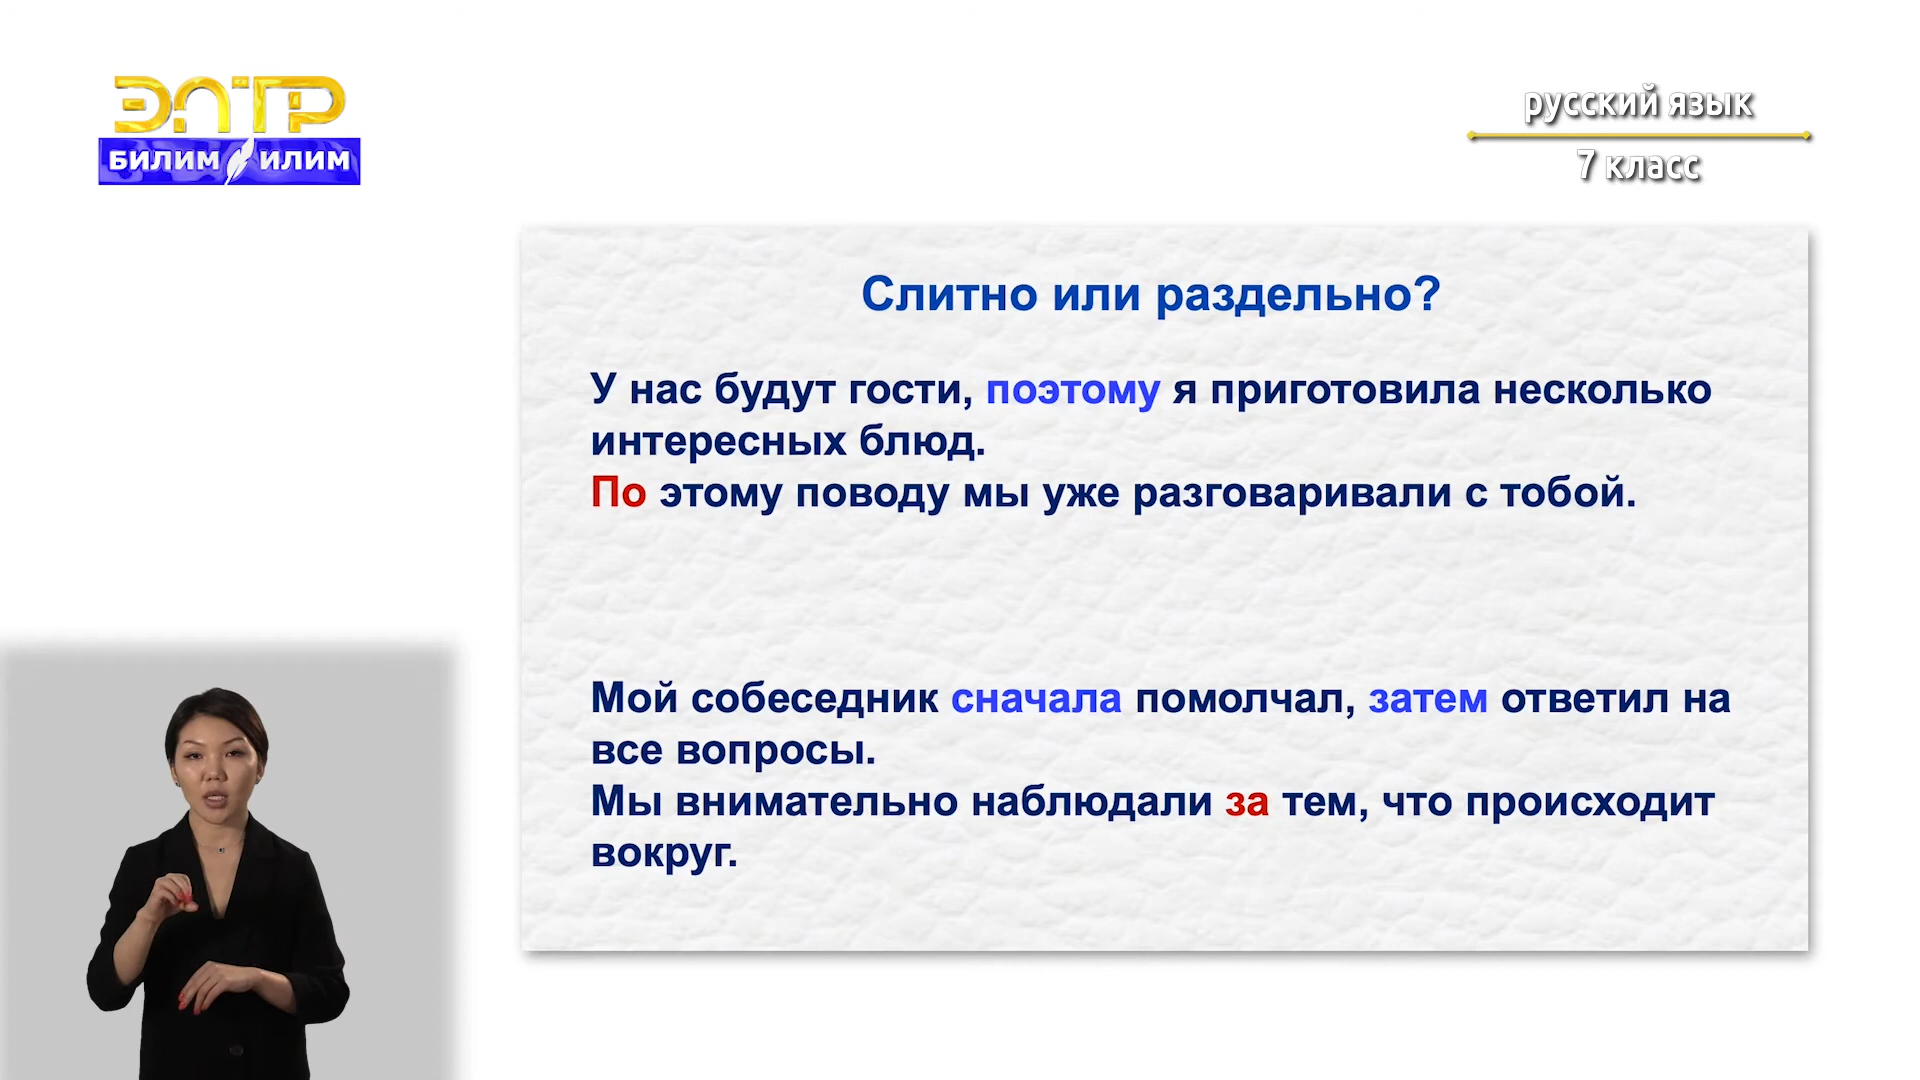 ЭЛТР
БИЛИМ ИЛИМ
русский язык
7 класс
Слитно или раздельно?
У нас будут гости, поэтому я приготовила несколько
интересных блюд.
По этому поводу мы уже разговаривали с тобой.
Мой собеседник сначала помолчал, затем ответил на
все вопросы.
Мы внимательно наблюдали за тем, что происходит
вокруг.